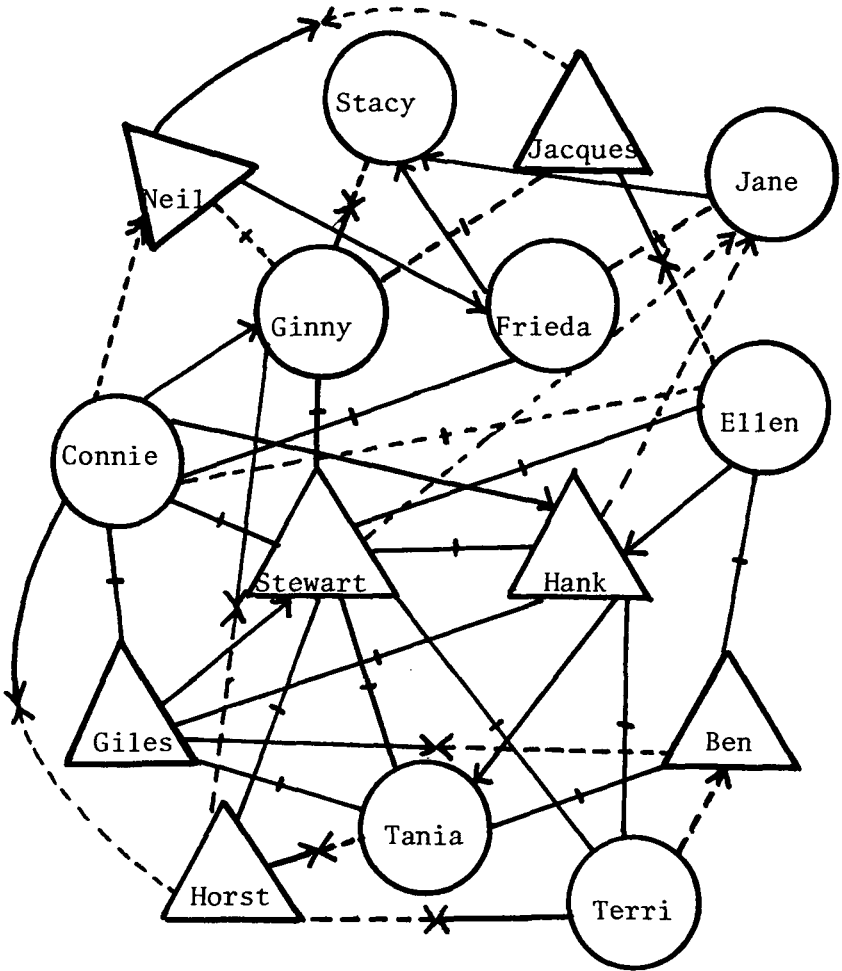 Stacy
Jacques
Jane
Neil
Ginny
Frieda
Ellen
Connie
Stewart
Hank
Giles
Ben
Tania
Horst
Terri